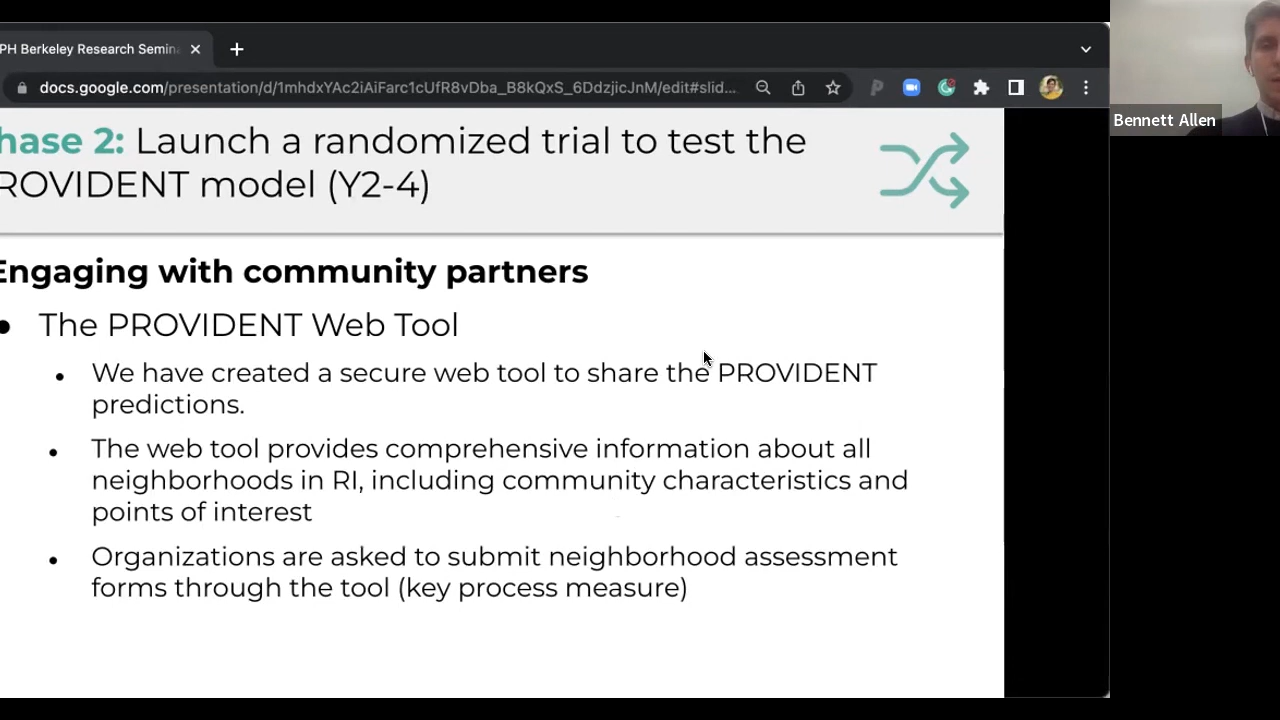 PH Berkeley Research Semina
docs.google.com/presentation/d/1mhdxYAc2iAiFarc1cUfR8vDba_B8kQxS_6DdzjicJnM/edit#slid...
Bennett Allen
hase 2: Launch a randomized trial to test the
ROVIDENT model (Y2-4)
Engaging with community partners
● The PROVIDENT Web Tool
● We have created a secure web tool to share the PROVIDENT
predictions.
● The web tool provides comprehensive information about all
neighborhoods in RI, including community characteristics and
points of interest
● Organizations are asked to submit neighborhood assessment
forms through the tool (key process measure)